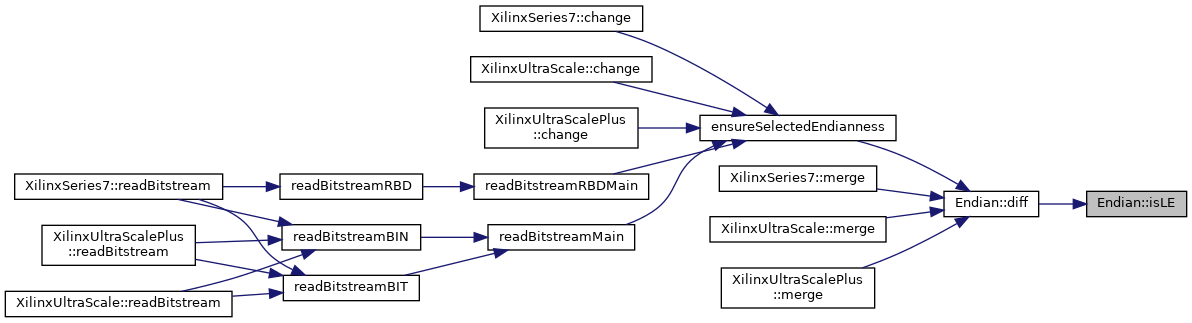 XilinxSeries7::change
XilinxUltraScale::change
XilinxUltraScalePlus
::change
ensureSelectedEndianness
XilinxSeries7::merge
XilinxSeries7::readBitstream
readBitstreamRBD
readBitstreamRBDMain
Endian::diff
Endian::isLE
XilinxUltraScale::merge
XilinxUltraScalePlus
::readBitstream
readBitstreamBIN
readBitstreamMain
XilinxUltraScalePlus
::merge
readBitstreamBIT
XilinxUltraScale::readBitstream